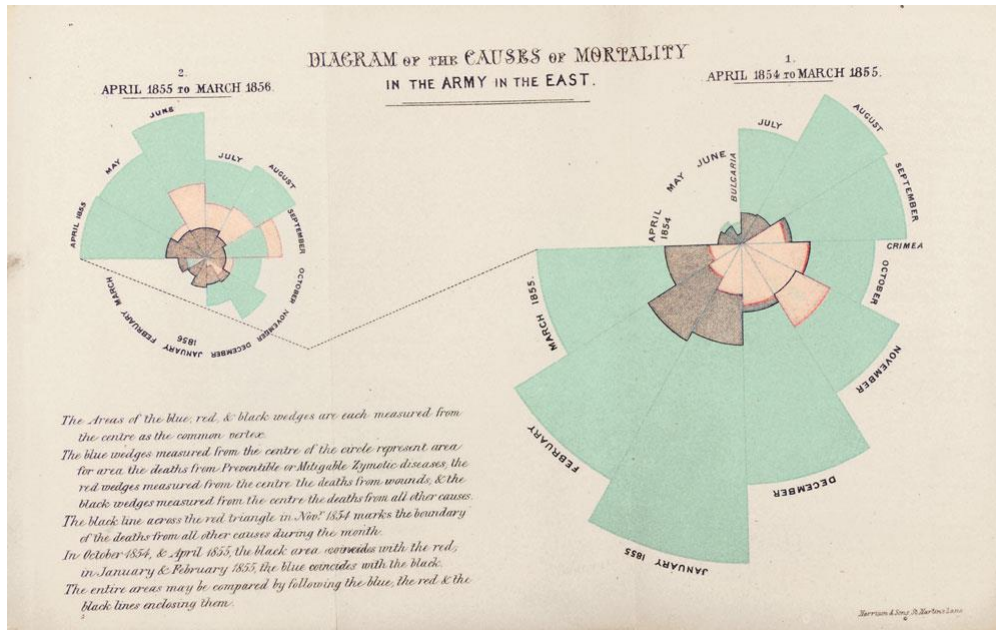 DIAGRAM OF THE CAUSES OF MORTALITY
IN THE ARMY IN THE EAST.
2.
APRIL 1855 TO MARCH 1856.
JUNE
JULY
MAY
AUGUST
SEPTEMBER
APRIL 1855
OCTOBER
NOVEMBER
DECEMBER
JANUARY
1856
FEBRUARY
MARCH
1.
APRIL 1854 TO MARCH 1855.
JULY
AUGUST
JUNE
BULGARIA
MAY
SEPTEMBER
APRIL
1854
CRIMEA
OCTOBER
NOVEMBER
DECEMBER
JANUARY 1855
FEBRUARY
MARCH 1855.
The Areas of the blue, red, & black wedges are each measured from
the centre as the common vertex.
The blue wedges measured from the centre of the circle represent area
for area the deaths from Preventible or Mitigable Zymotic diseases, the
red wedges measured from the centre the deaths from wounds, & the
black wedges measured from the centre the deaths from all other causes.
The black line across the red triangle in Novr. 1854 marks the boundary
of the deaths from all other causes during the month.
In October 1854, & April 1855, the black area coincides with the red,
in January & February 1855, the blue coincides with the black.
The entire areas may be compared by following the blue, the red & the
black lines enclosing them.
Harrison & Sons, St. Martins Lane